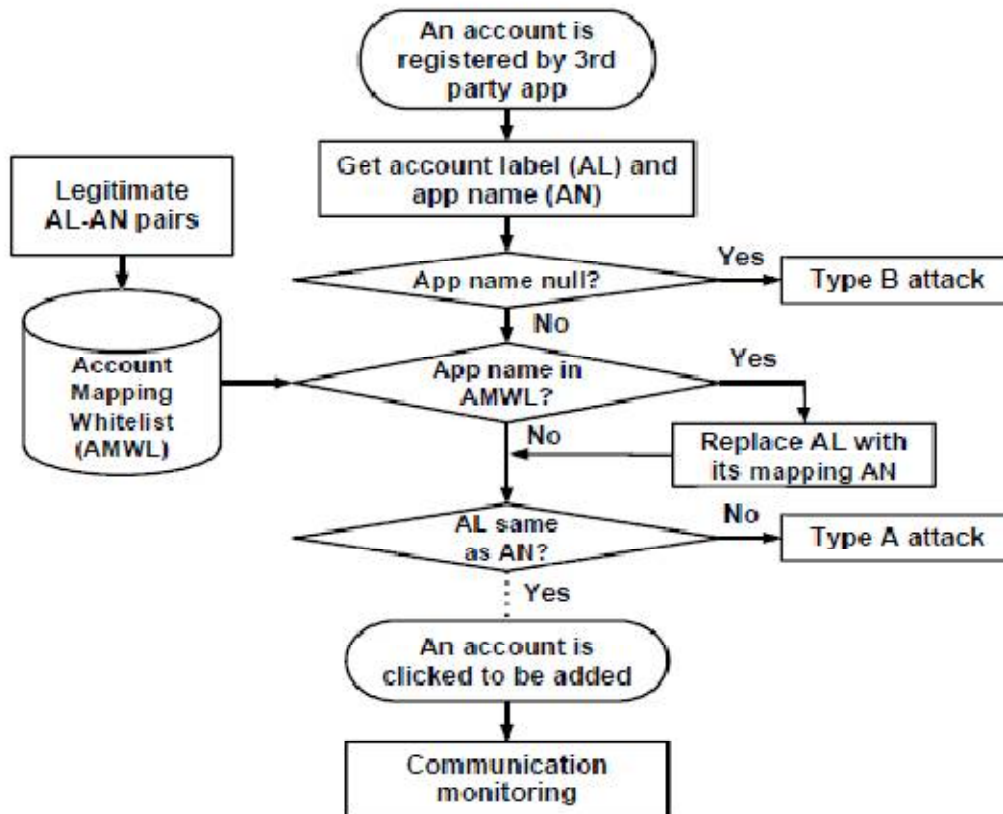 An account is
registered by 3rd
party app
Get account label (AL) and
app name (AN)
Legitimate
AL-AN pairs
App name null?
Yes
Type B attack
No
Account
Mapping
Whitelist
(AMWL)
App name in
AMWL?
Yes
No
Replace AL with
its mapping AN
AL same
as AN?
No
Type A attack
Yes
An account is
clicked to be added
Communication
monitoring